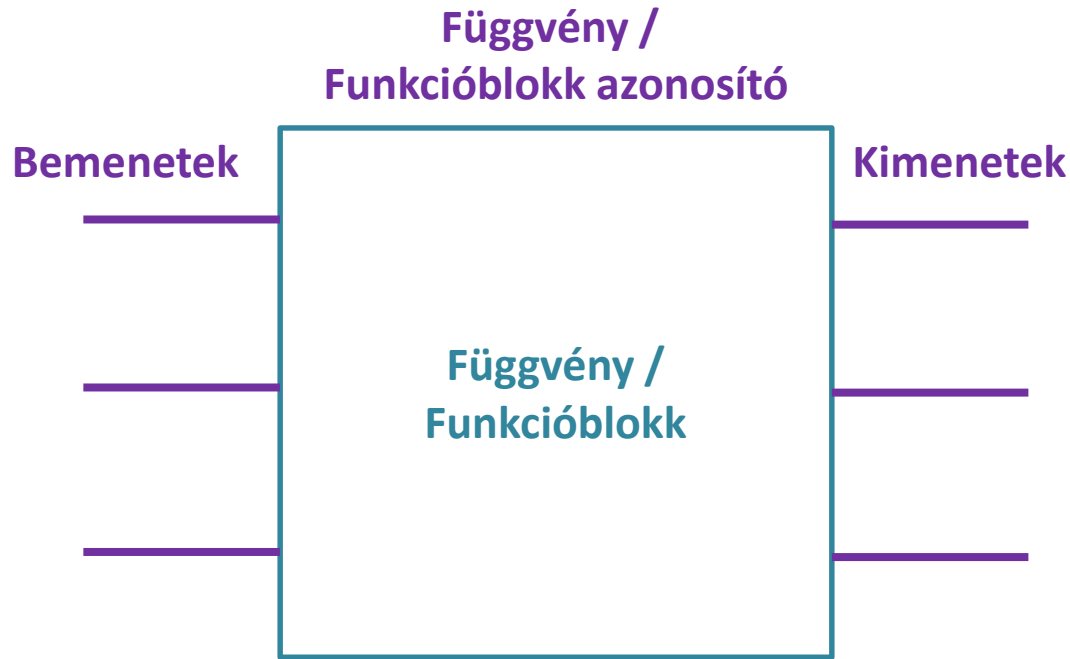 Függvény /
Funkcióblokk azonosító
Bemenetek
Kimenetek
Függvény /
Funkcióblokk